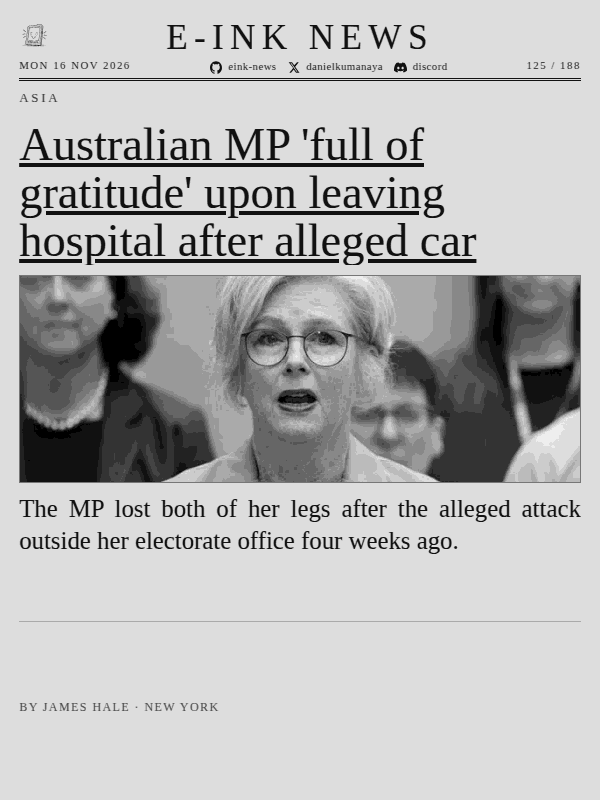 E-INK NEWS
MON 16 NOV 2026
eink-news danielkumanaya discord
125 / 188
ASIA
Australian MP 'full of
gratitude' upon leaving
hospital after alleged car
The MP lost both of her legs after the alleged attack
outside her electorate office four weeks ago.
BY JAMES HALE · NEW YORK